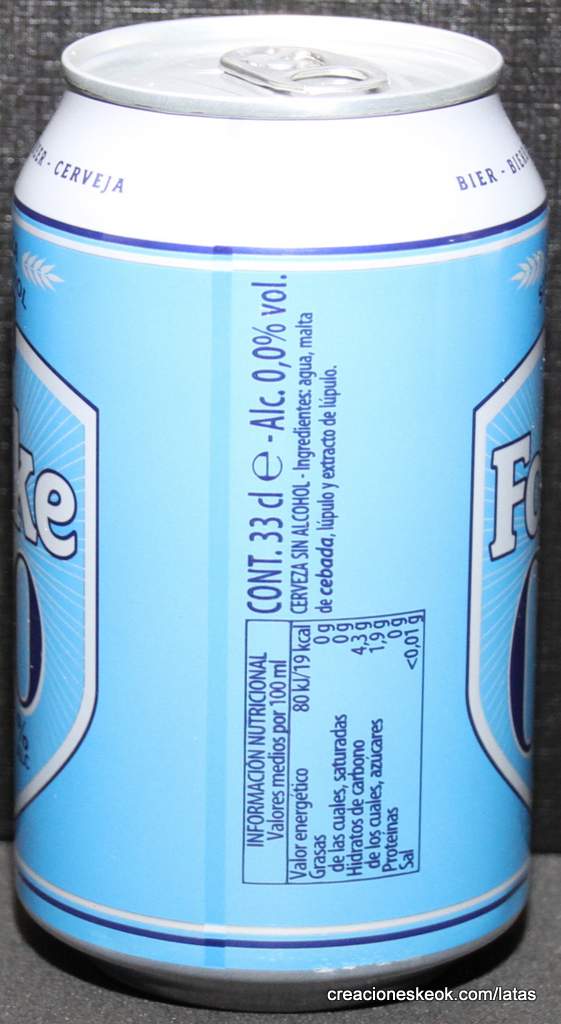 CERVEJA
BIER -
CONT. 33 cl ℮ - Alc. 0,0% vol.
CERVEZA SIN ALCOHOL - Ingredientes: agua, malta
de cebada, lúpulo y extracto de lúpulo.
INFORMACIÓN NUTRICIONAL
Valores medios por 100 ml
Valor energético 80 kJ/19 kcal
Grasas 0 g
de las cuales, saturadas 0 g
Hidratos de carbono 4,3 g
de los cuales, azúcares 1,9 g
Proteínas 0 g
Sal <0,01 g
ke
Fa
creacioneskeok.com/latas